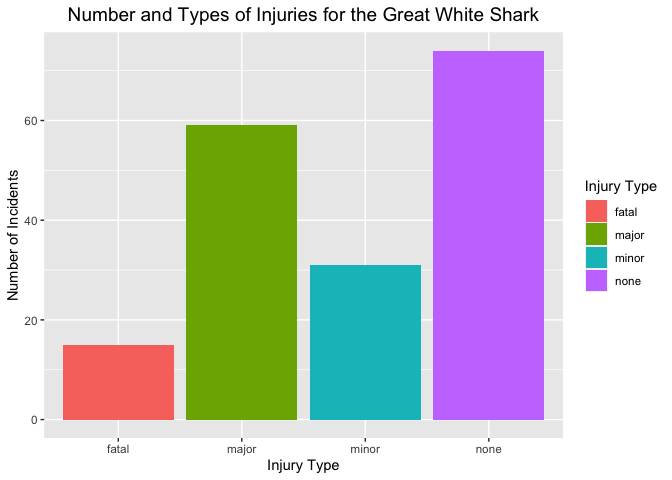 Number and Types of Injuries for the Great White Shark
Number of Incidents
60
40
20
0
fatal
major
minor
none
Injury Type
Injury Type
fatal
major
minor
none